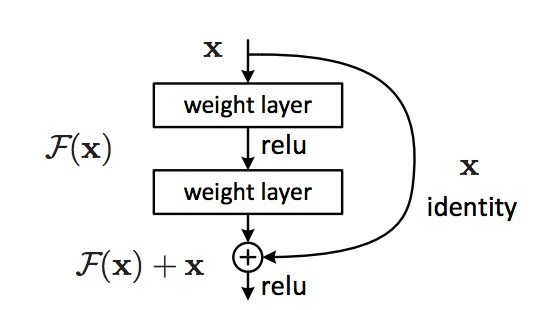 x
weight layer
relu
F(x)
x
weight layer
identity
F(x) + x
+
relu